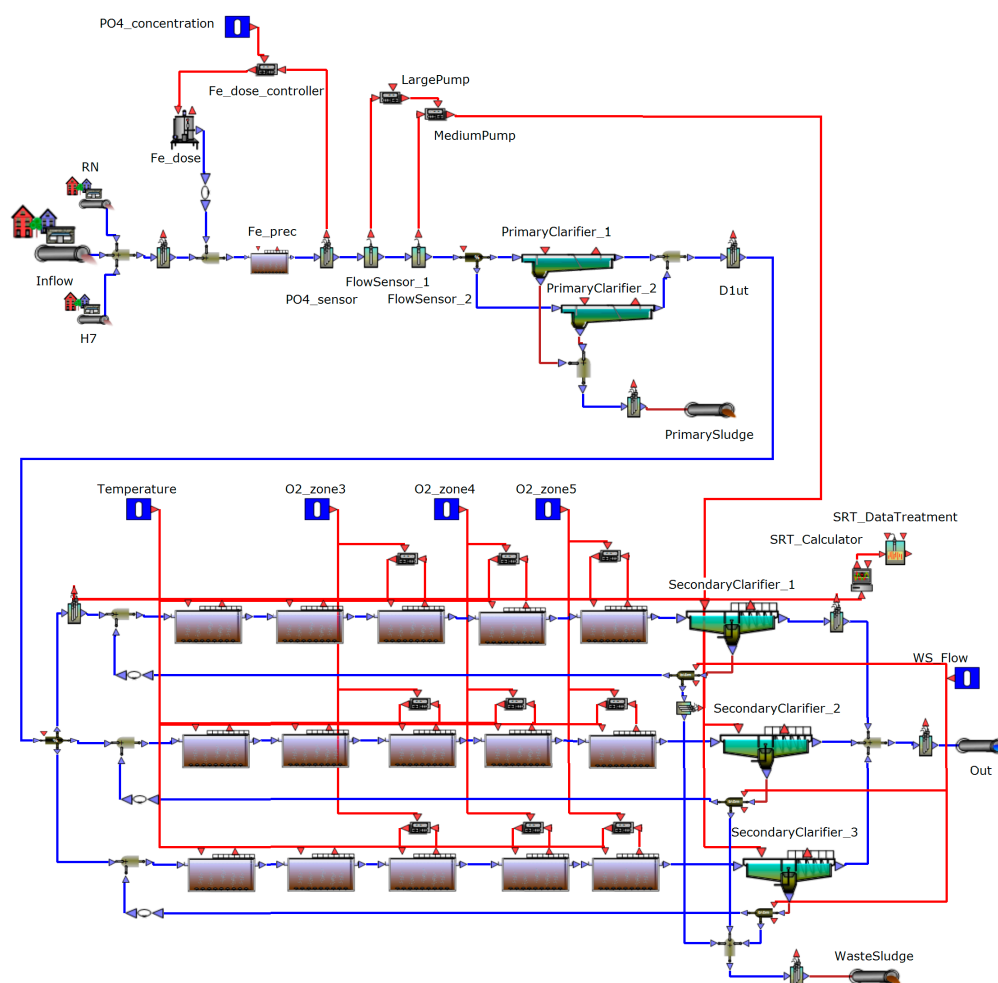 PO4_concentration
LargePump
Fe_dose_controller
MediumPump
Fe_dose
RN
Fe_prec
PrimaryClarifier_1
Inflow
FlowSensor_1
PrimaryClarifier_2
D1ut
PO4_sensor
FlowSensor_2
H7
PrimarySludge
Temperature
O2_zone3
O2_zone4
O2_zone5
SRT_DataTreatment
SRT_Calculator
SecondaryClarifier_1
WS_Flow
SecondaryClarifier_2
Out
SecondaryClarifier_3
WasteSludge